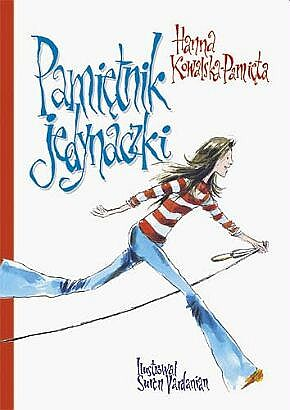 Hanna
Kowalska-Pamięta
Pamiętnik
jedynaczki
Ilustrował
Suren Vardanian